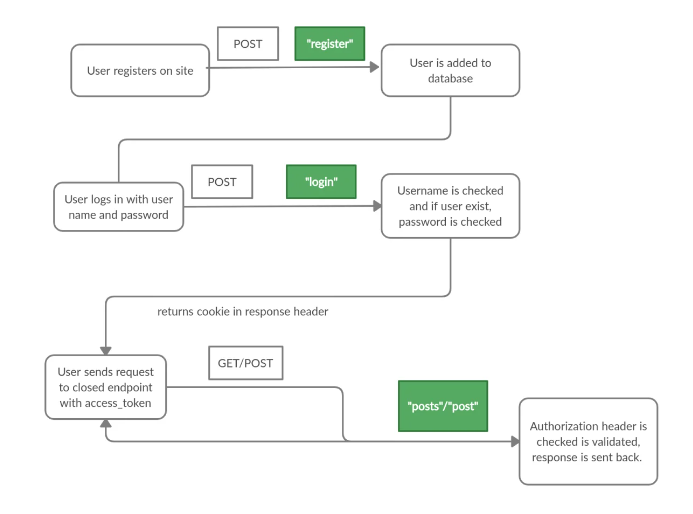 POST
"register"
User registers on site
User is added to
database
POST
"login"
User logs in with user
name and password
Username is checked
and if user exist,
password is checked
returns cookie in response header
User sends request
to closed endpoint
with access_token
GET/POST
"posts"/"post"
Authorization header is
checked is validated,
response is sent back.